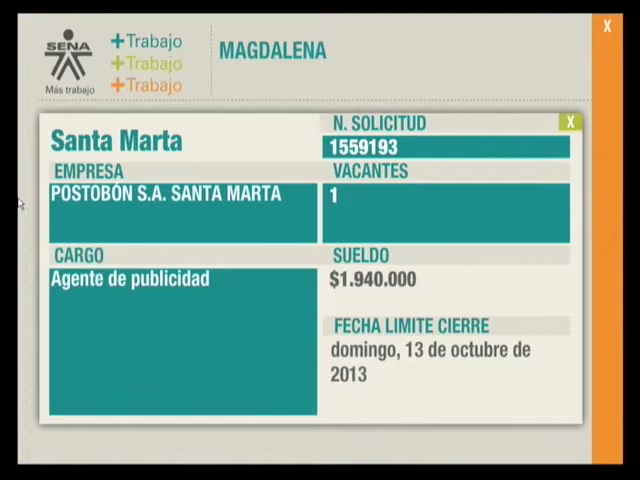 SENA
Más trabajo
+Trabajo
+Trabajo
+Trabajo
MAGDALENA
X
Santa Marta
N. SOLICITUD
X
1559193
EMPRESA
VACANTES
POSTOBÓN S.A. SANTA MARTA
1
CARGO
SUELDO
Agente de publicidad
$1.940.000
FECHA LIMITE CIERRE
domingo, 13 de octubre de
2013